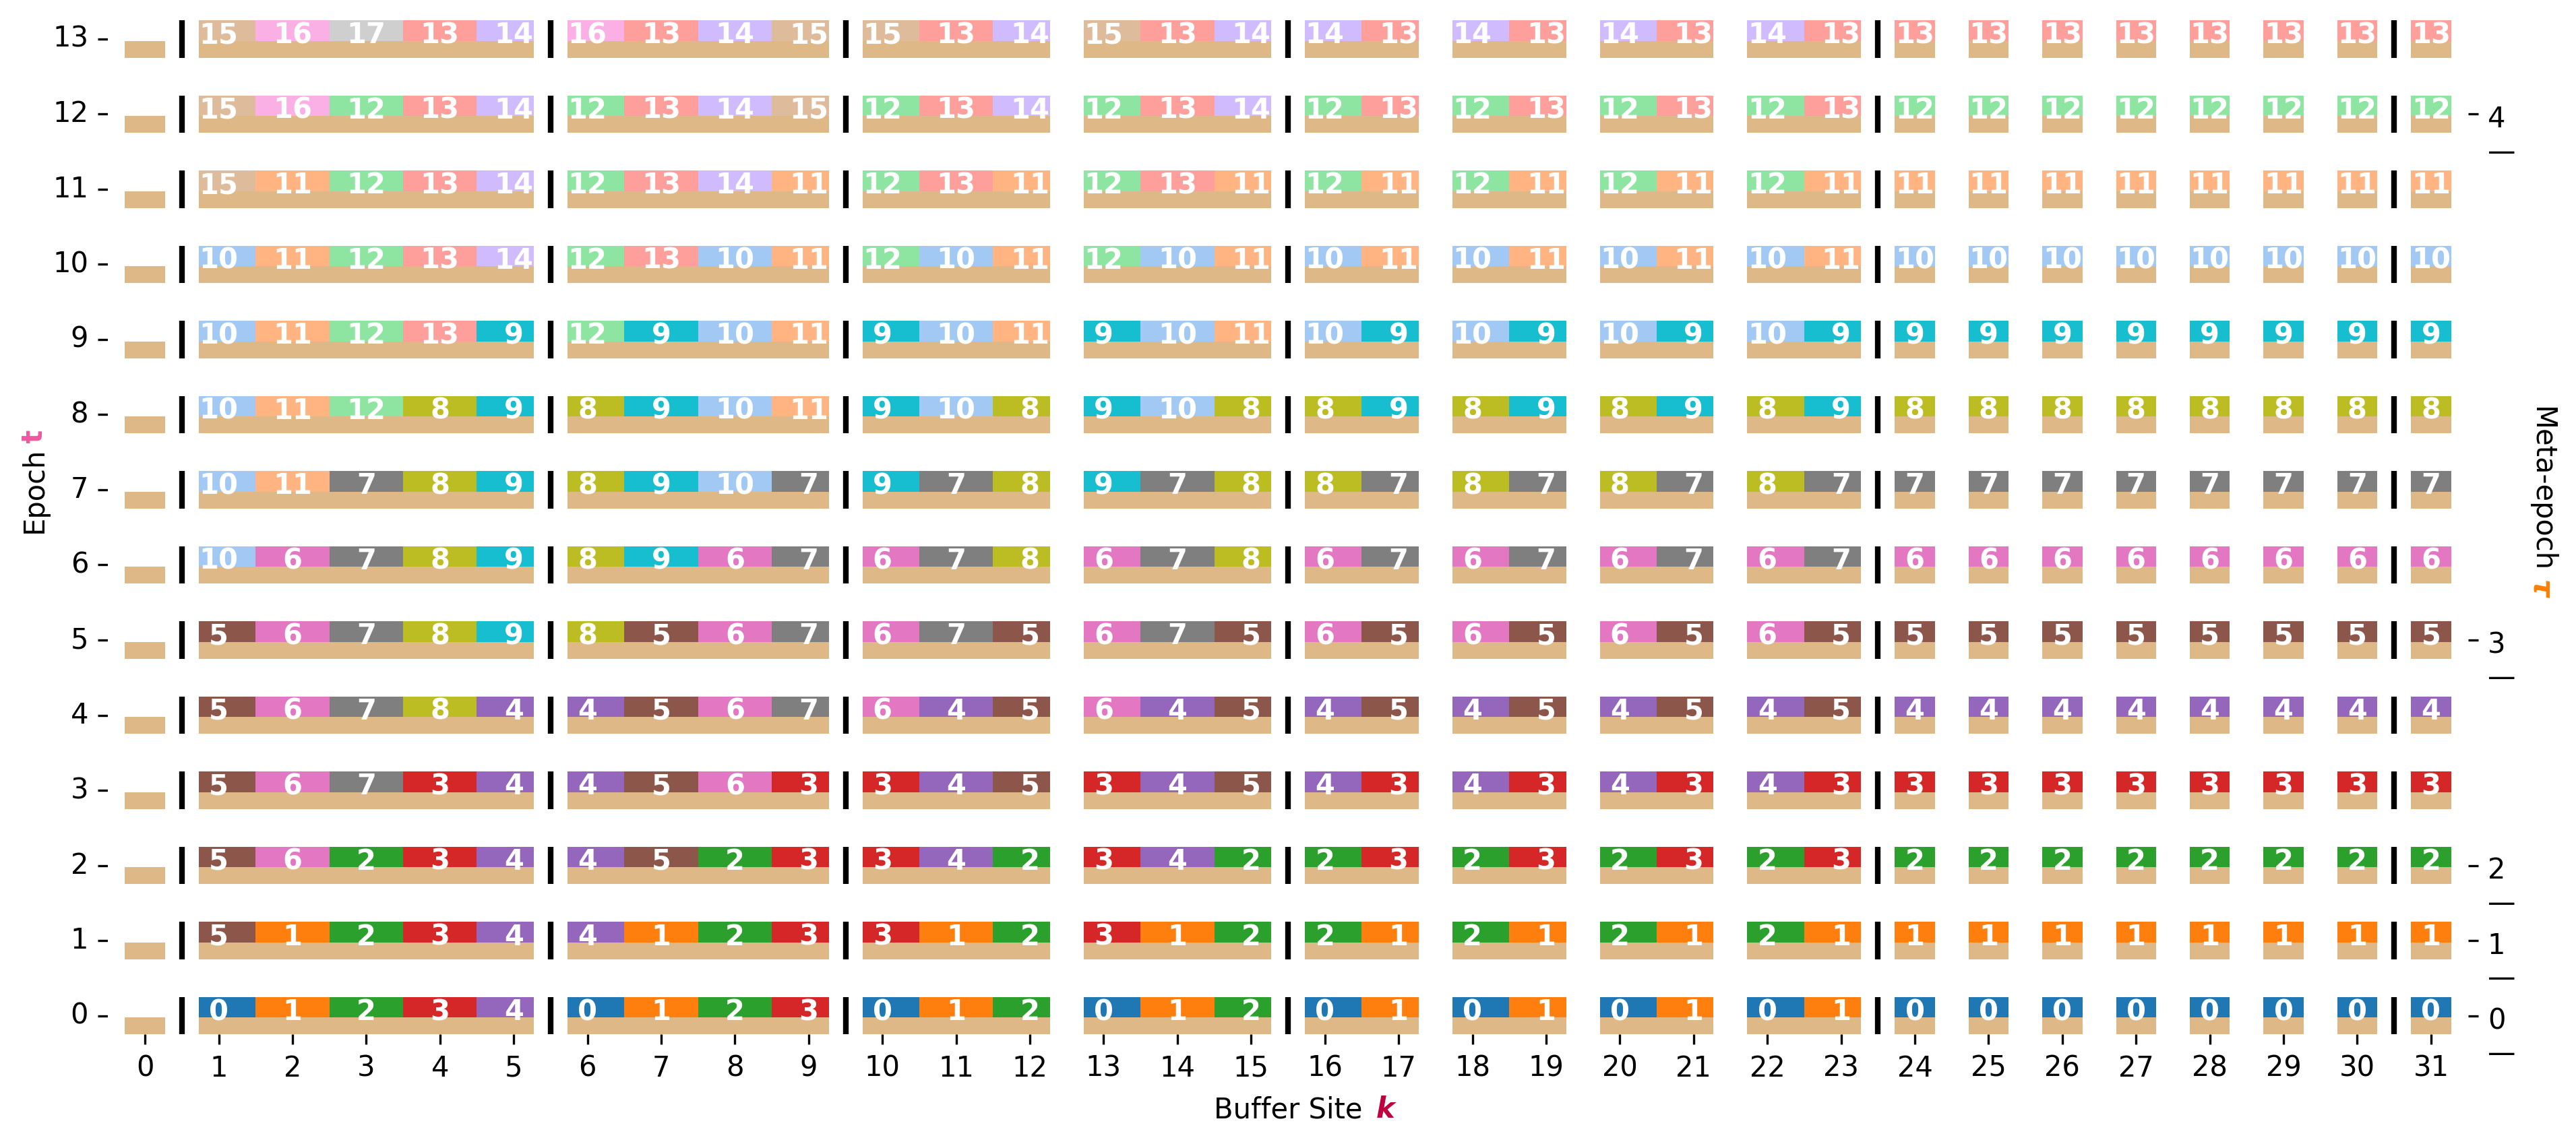 13 - 15 16 17 13 14 16 13 14 15 15 13 14 15 13 14 14 13 14 13 14 13 14 13 13 13 13 13 13 13 13 13
12 - 15 16 12 13 14 12 13 14 15 12 13 14 12 13 14 12 13 12 13 12 13 12 13 12 12 12 12 12 12 12 12 - 4
11 - 15 11 12 13 14 12 13 14 11 12 13 11 12 13 11 12 11 12 11 12 11 12 11 11 11 11 11 11 11 11 11
10 - 10 11 12 13 14 12 13 10 11 12 10 11 12 10 11 10 11 10 11 10 11 10 11 10 10 10 10 10 10 10 10
9 - 10 11 12 13 9 12 9 10 11 9 10 11 9 10 11 10 9 10 9 10 9 10 9 9 9 9 9 9 9 9 9
8 - 10 11 12 8 9 8 9 10 11 9 10 8 9 10 8 8 9 8 9 8 9 8 9 8 8 8 8 8 8 8 8
7 - 10 11 7 8 9 8 9 10 7 9 7 8 9 7 8 8 7 8 7 8 7 8 7 7 7 7 7 7 7 7 7
6 - 10 6 7 8 9 8 9 6 7 6 7 8 6 7 8 6 7 6 7 6 7 6 7 6 6 6 6 6 6 6 6
5 - 5 6 7 8 9 8 5 6 7 6 7 5 6 7 5 6 5 6 5 6 5 6 5 5 5 5 5 5 5 5 5 - 3
4 - 5 6 7 8 4 4 5 6 7 6 4 5 6 4 5 4 5 4 5 4 5 4 5 4 4 4 4 4 4 4 4
3 - 5 6 7 3 4 4 5 6 3 3 4 5 3 4 5 4 3 4 3 4 3 4 3 3 3 3 3 3 3 3 3
2 - 5 6 2 3 4 4 5 2 3 3 4 2 3 4 2 2 3 2 3 2 3 2 3 2 2 2 2 2 2 2 2 - 2
1 - 5 1 2 3 4 4 1 2 3 3 1 2 3 1 2 2 1 2 1 2 1 2 1 1 1 1 1 1 1 1 1 - 1
0 - 0 1 2 3 4 0 1 2 3 0 1 2 0 1 2 0 1 0 1 0 1 0 1 0 0 0 0 0 0 0 0 - 0
0 1 2 3 4 5 6 7 8 9 10 11 12 13 14 15 16 17 18 19 20 21 22 23 24 25 26 27 28 29 30 31
Buffer Site k
Epoch t
Meta-epoch τ